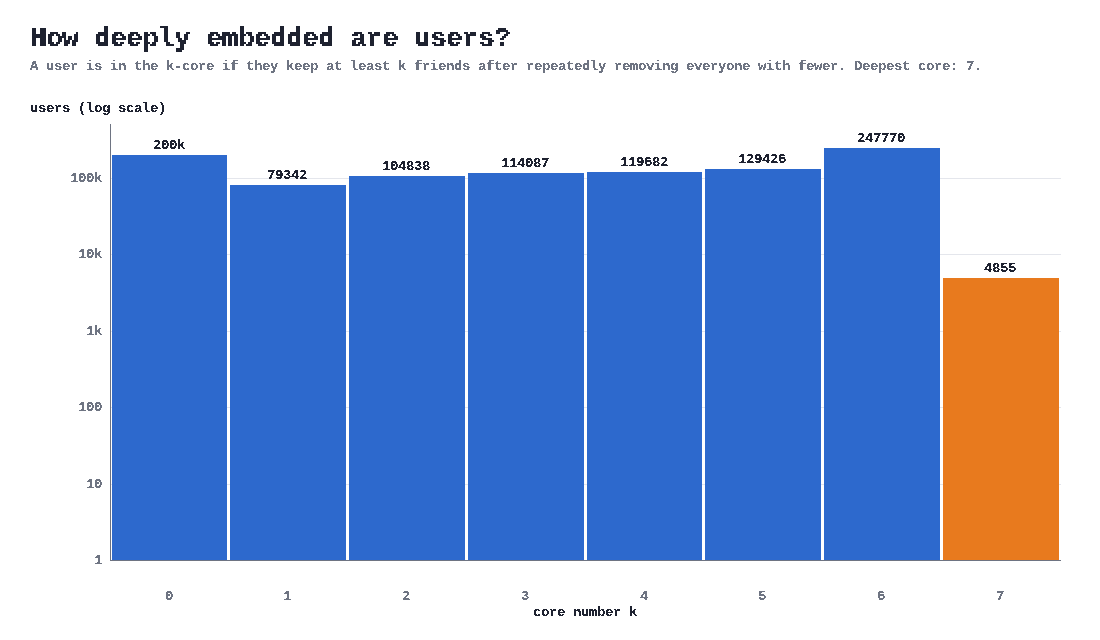 How deeply embedded are users?
A user is in the k-core if they keep at least k friends after repeatedly removing everyone with fewer. Deepest core: 7.
users (log scale)
200k
79342
104838
114087
119682
129426
247770
4855
100k
10k
1k
100
10
1
0 1 2 3 4 5 6 7
core number k